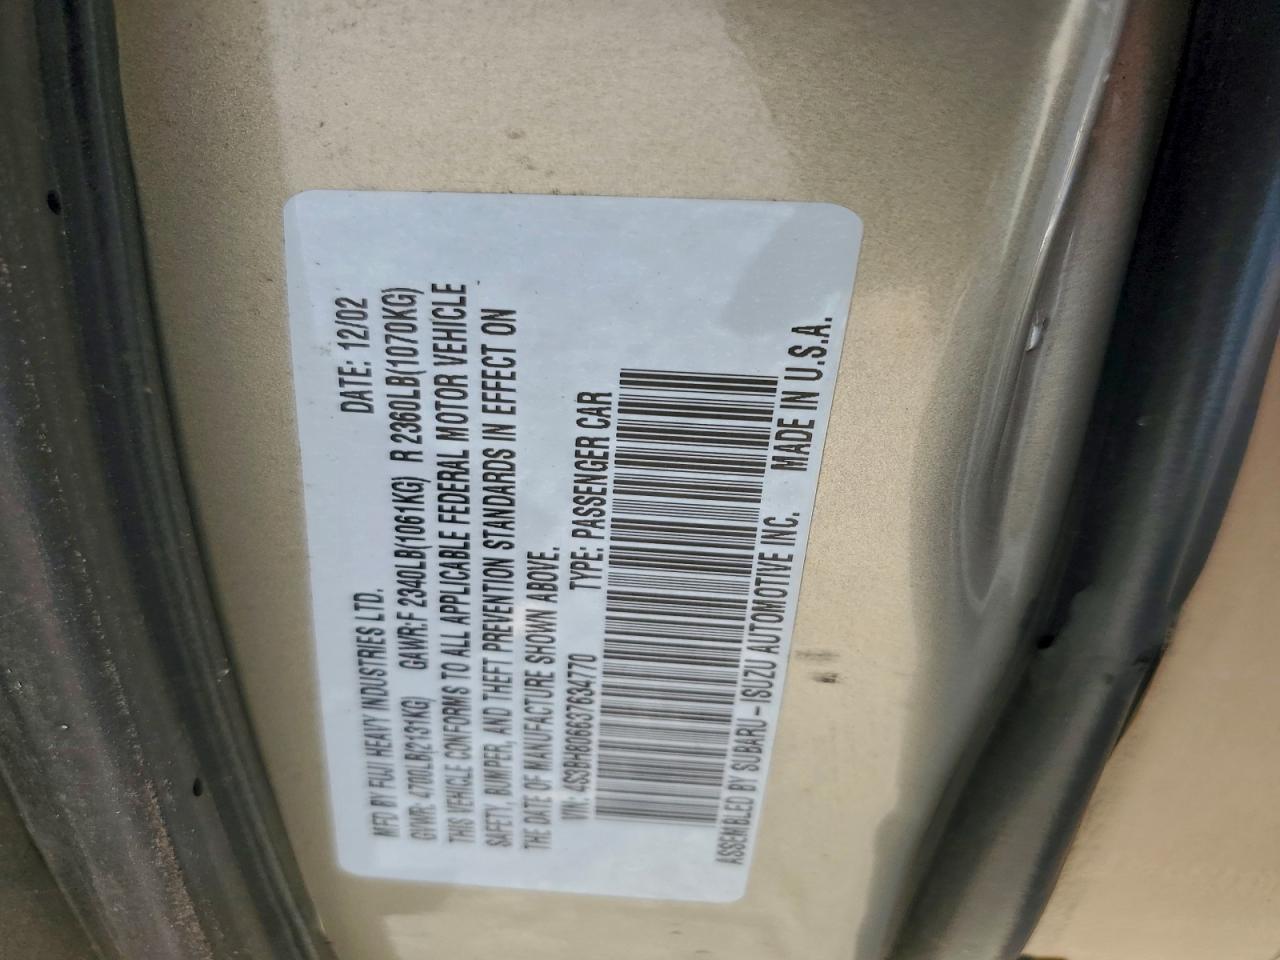 MFD BY FUJI HEAVY INDUSTRIES LTD. DATE: 12/02
GVWR: 4700LB(2131KG) GAWR:F 2340LB(1061KG) R 2360LB(1070KG)
THIS VEHICLE CONFORMS TO ALL APPLICABLE FEDERAL MOTOR VEHICLE
SAFETY, BUMPER, AND THEFT PREVENTION STANDARDS IN EFFECT ON
THE DATE OF MANUFACTURE SHOWN ABOVE.
VIN: 4S3BH806637634770 TYPE: PASSENGER CAR
ASSEMBLED BY SUBARU-ISUZU AUTOMOTIVE INC. MADE IN U.S.A.